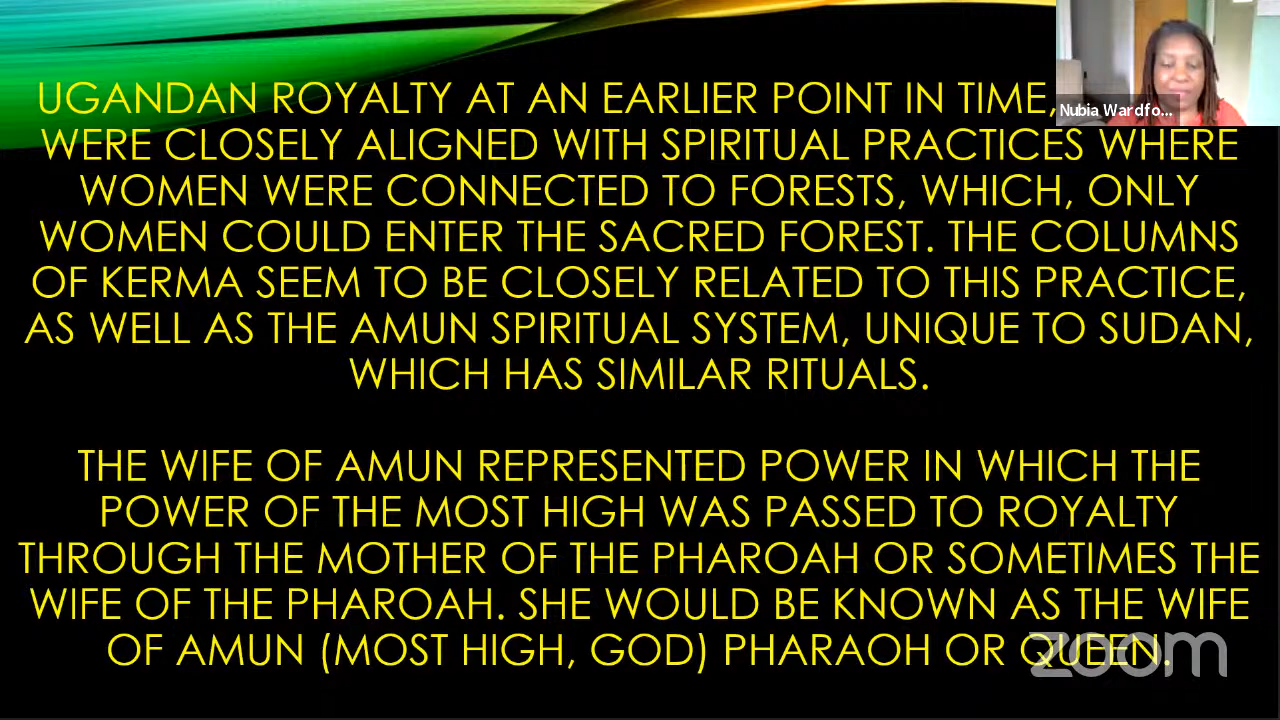 UGANDAN ROYALTY AT AN EARLIER POINT IN TIME,
Nubia Wardfo...
WERE CLOSELY ALIGNED WITH SPIRITUAL PRACTICES WHERE
WOMEN WERE CONNECTED TO FORESTS, WHICH, ONLY
WOMEN COULD ENTER THE SACRED FOREST. THE COLUMNS
OF KERMA SEEM TO BE CLOSELY RELATED TO THIS PRACTICE,
AS WELL AS THE AMUN SPIRITUAL SYSTEM, UNIQUE TO SUDAN,
WHICH HAS SIMILAR RITUALS.
THE WIFE OF AMUN REPRESENTED POWER IN WHICH THE
POWER OF THE MOST HIGH WAS PASSED TO ROYALTY
THROUGH THE MOTHER OF THE PHAROAH OR SOMETIMES THE
WIFE OF THE PHAROAH. SHE WOULD BE KNOWN AS THE WIFE
OF AMUN (MOST HIGH, GOD) PHARAOH OR QUEEN.
zoom